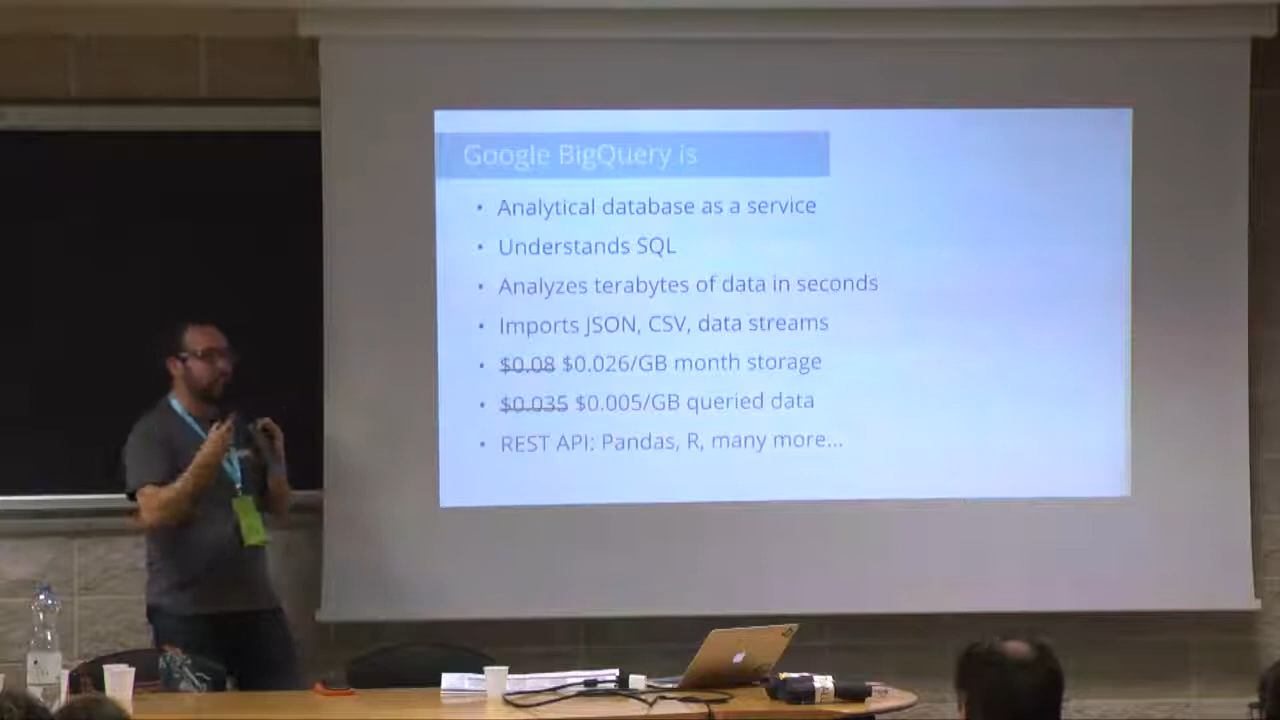 Google BigQuery is
• Analytical database as a service
• Understands SQL
• Analyzes terabytes of data in seconds
• Imports JSON, CSV, data streams
• $0.08 $0.026/GB month storage
• $0.035 $0.005/GB queried data
• REST API: Pandas, R, many more...